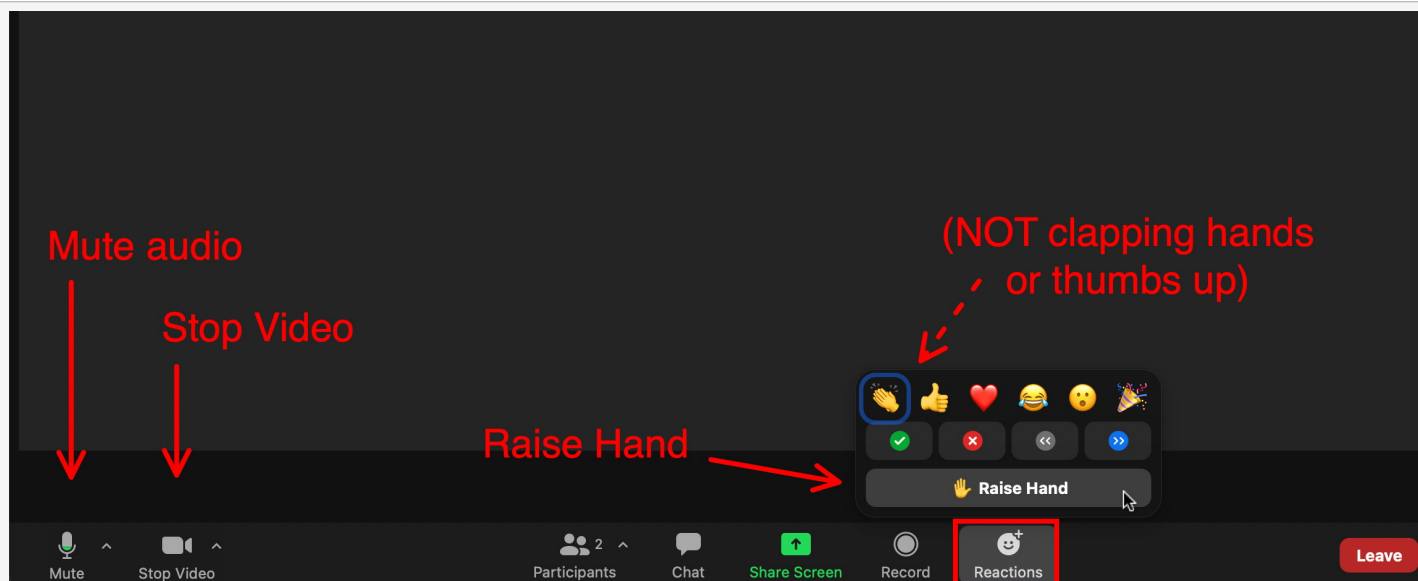 (NOT clapping hands
or thumbs up)
Mute audio
Stop Video
Raise Hand
Raise Hand
2
Mute
Stop Video
Participants
Chat
Share Screen
Record
Reactions
Leave